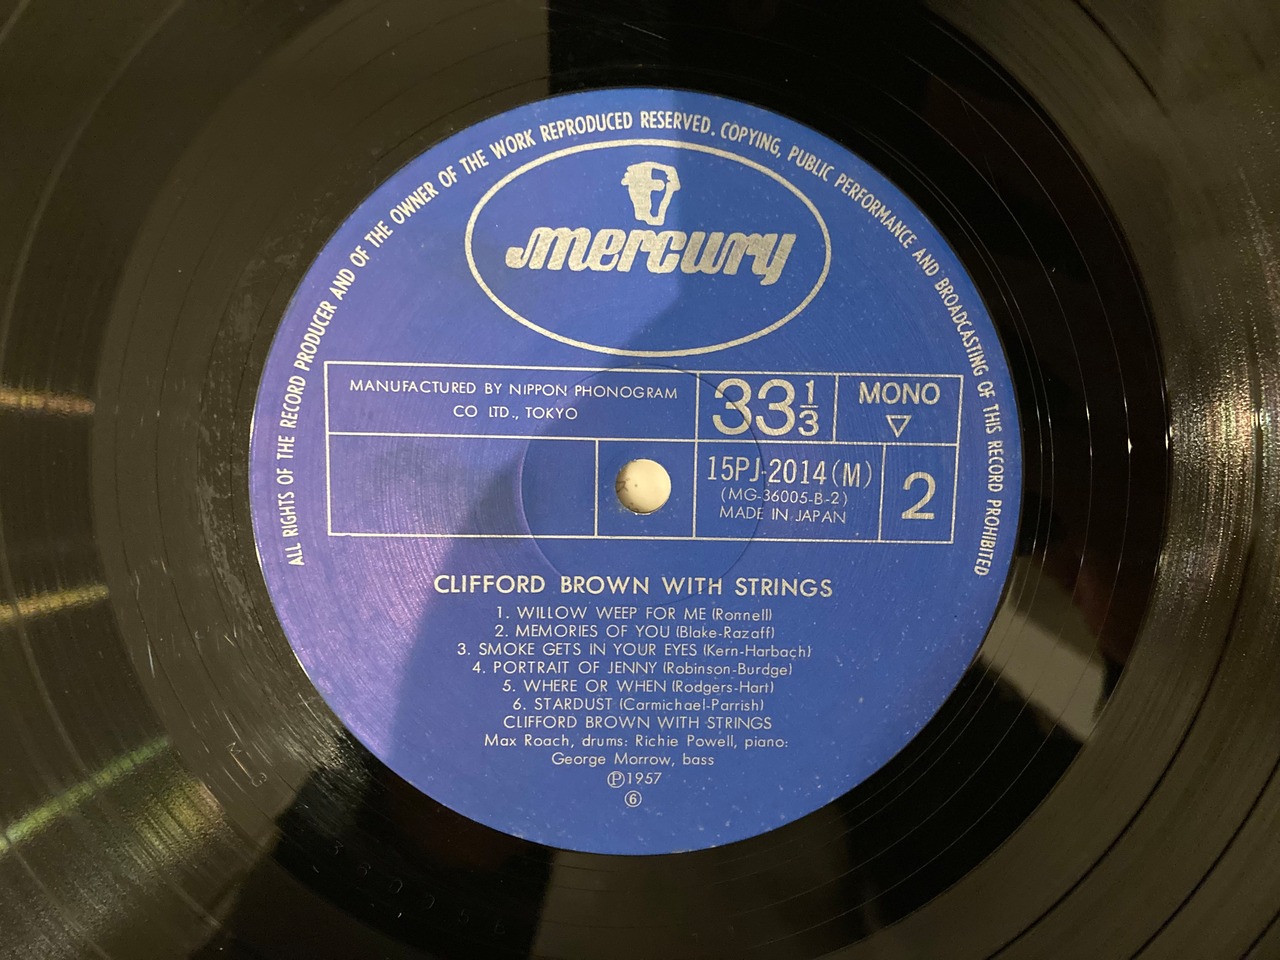 ALL RIGHTS OF THE RECORD PRODUCER AND OF THE OWNER OF THE WORK REPRODUCED RESERVED. COPYING, PUBLIC PERFORMANCE AND BROADCASTING OF THIS RECORD PROHIBITED
mercury
MANUFACTURED BY NIPPON PHONOGRAM
CO LTD., TOKYO
33 1/3
MONO
▽
15PJ-2014(M)
(MG-36005-B-2)
MADE IN JAPAN
2
CLIFFORD BROWN WITH STRINGS
1. WILLOW WEEP FOR ME (Ronnell)
2. MEMORIES OF YOU (Blake-Razaff)
3. SMOKE GETS IN YOUR EYES (Kern-Harbach)
4. PORTRAIT OF JENNY (Robinson-Burdge)
5. WHERE OR WHEN (Rodgers-Hart)
6. STARDUST (Carmichael-Parrish)
CLIFFORD BROWN WITH STRINGS
Max Roach, drums: Richie Powell, piano:
George Morrow, bass
Ⓟ1957
⑥